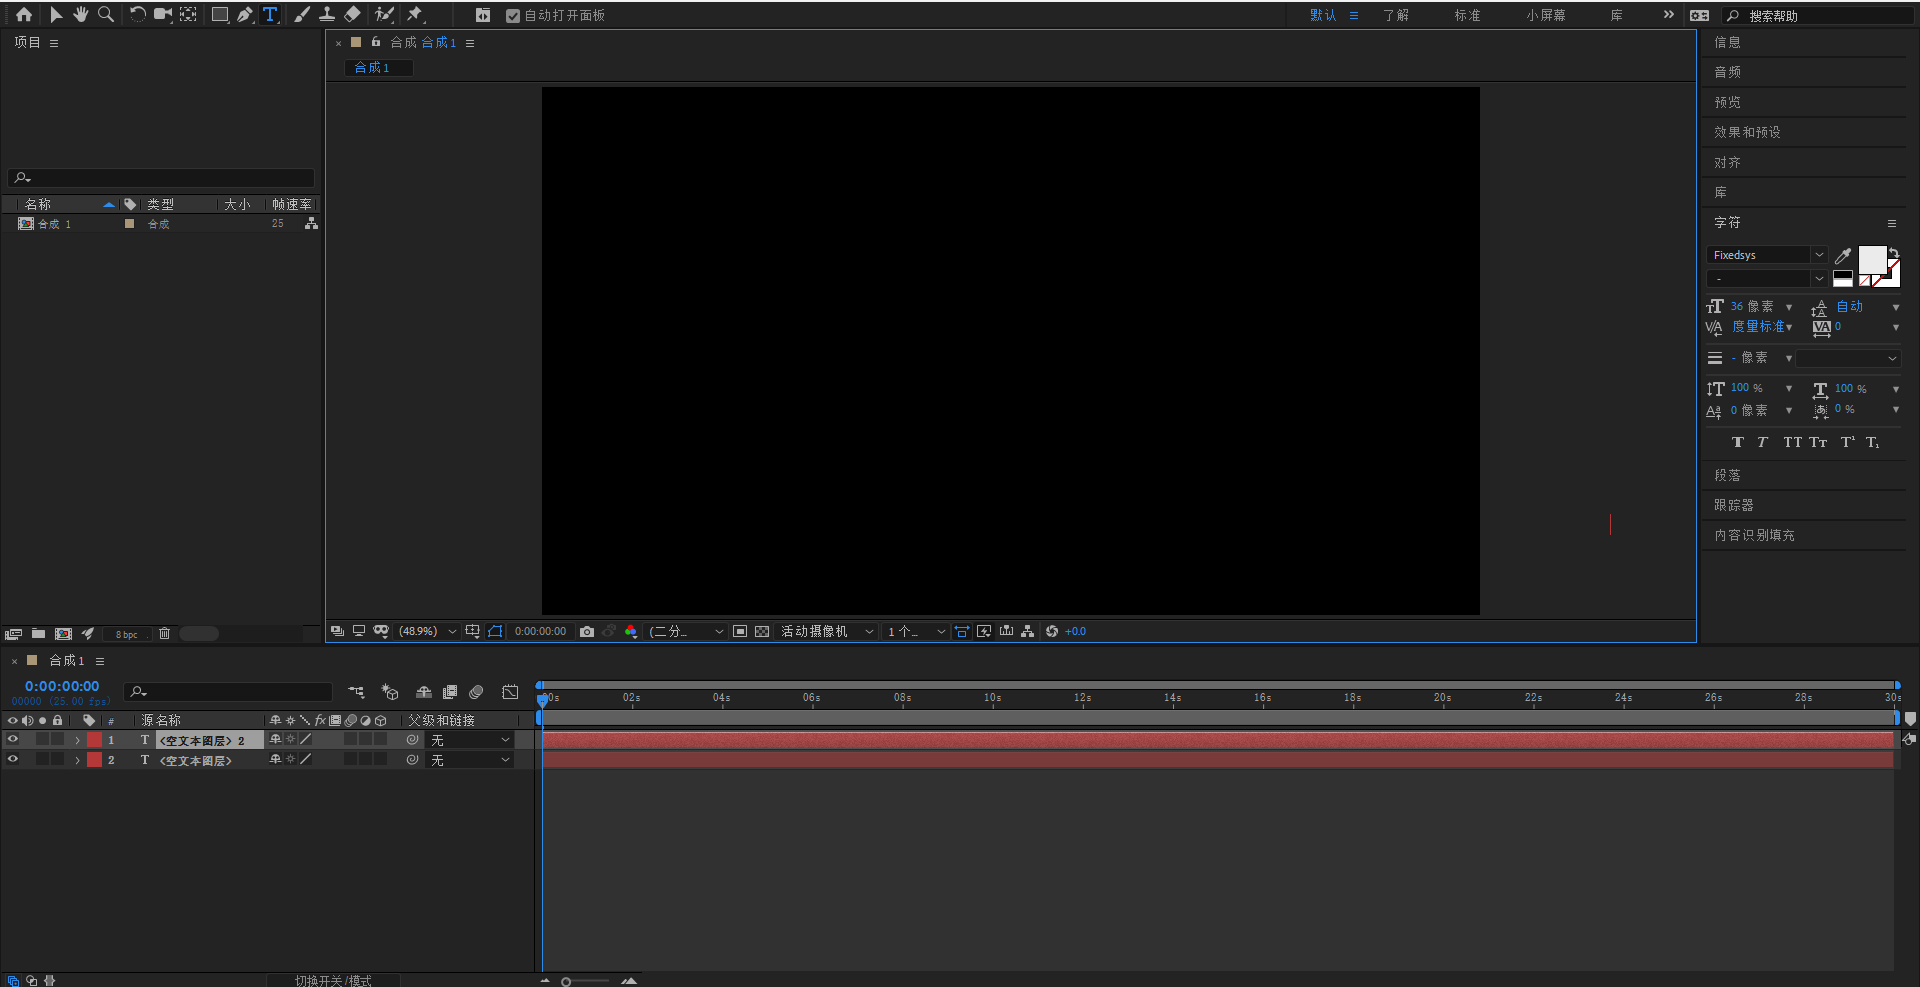 自动打开面板
默认
了解
标准
小屏幕
库
搜索帮助
项目
合成 合成 1
合成 1
名称 类型 大小 帧速率
合成 1 合成 25
8 bpc
(48.9%) 0:00:00:00 (二分... 活动摄像机 1 个... +0.0
信息
音频
预览
效果和预设
对齐
库
字符
Fixedsys
-
36 像素 自动
度量标准 0
- 像素
100 % 100 %
0 像素 0 %
T T TT Tт T¹ T₁
段落
跟踪器
内容识别填充
合成 1
0:00:00:00
00000 (25.00 fps)
:00s 02s 04s 06s 08s 10s 12s 14s 16s 18s 20s 22s 24s 26s 28s 30s
# 源名称 fx 父级和链接
1 T <空文本图层> 2 无
2 T <空文本图层> 无
切换开关/模式